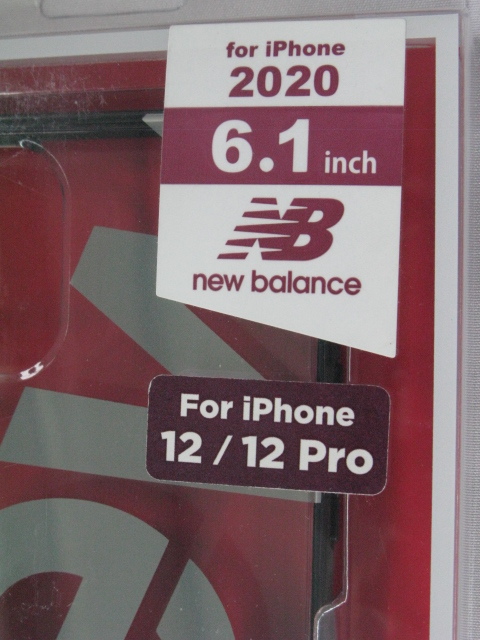 for iPhone
2020
6.1 inch
NB
new balance
For iPhone
12 / 12 Pro